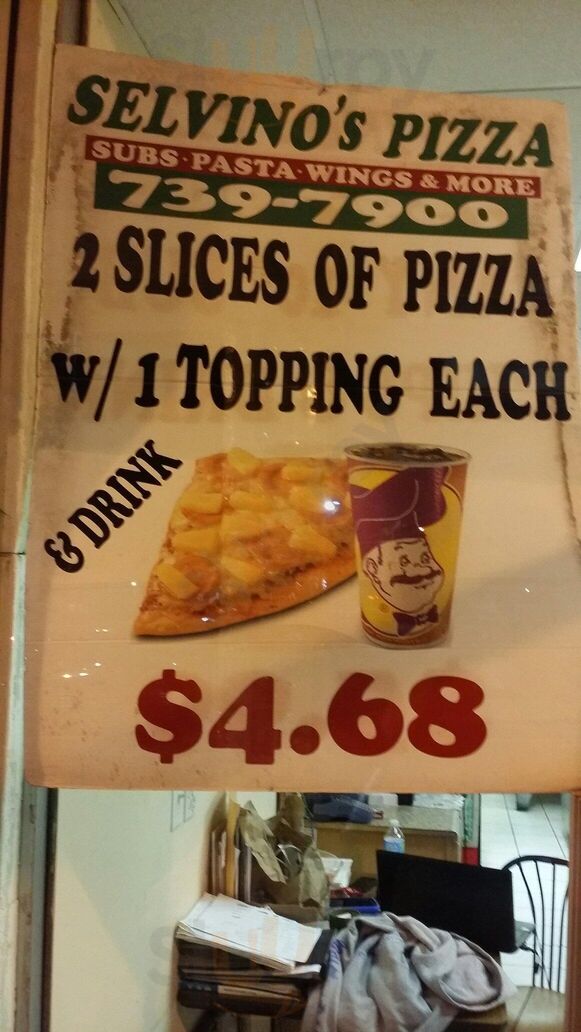 SELVINO'S PIZZA
SUBS·PASTA·WINGS & MORE
739-7900
2 SLICES OF PIZZA
W/ 1 TOPPING EACH
& DRINK
$4.68